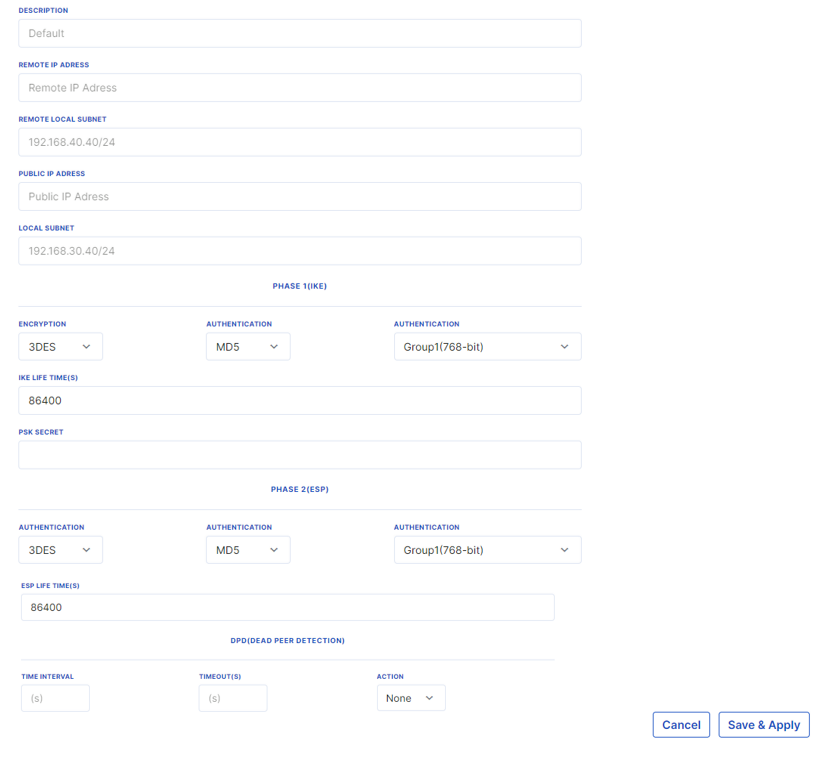 DESCRIPTION
Default
REMOTE IP ADRESS
Remote IP Adress
REMOTE LOCAL SUBNET
192.168.40.40/24
PUBLIC IP ADRESS
Public IP Adress
LOCAL SUBNET
192.168.30.40/24
PHASE 1(IKE)
ENCRYPTION AUTHENTICATION AUTHENTICATION
3DES MD5 Group1(768-bit)
IKE LIFE TIME(S)
86400
PSK SECRET
PHASE 2(ESP)
AUTHENTICATION AUTHENTICATION AUTHENTICATION
3DES MD5 Group1(768-bit)
ESP LIFE TIME(S)
86400
DPD(DEAD PEER DETECTION)
TIME INTERVAL TIMEOUT(S) ACTION
(s) (s) None
Cancel Save & Apply